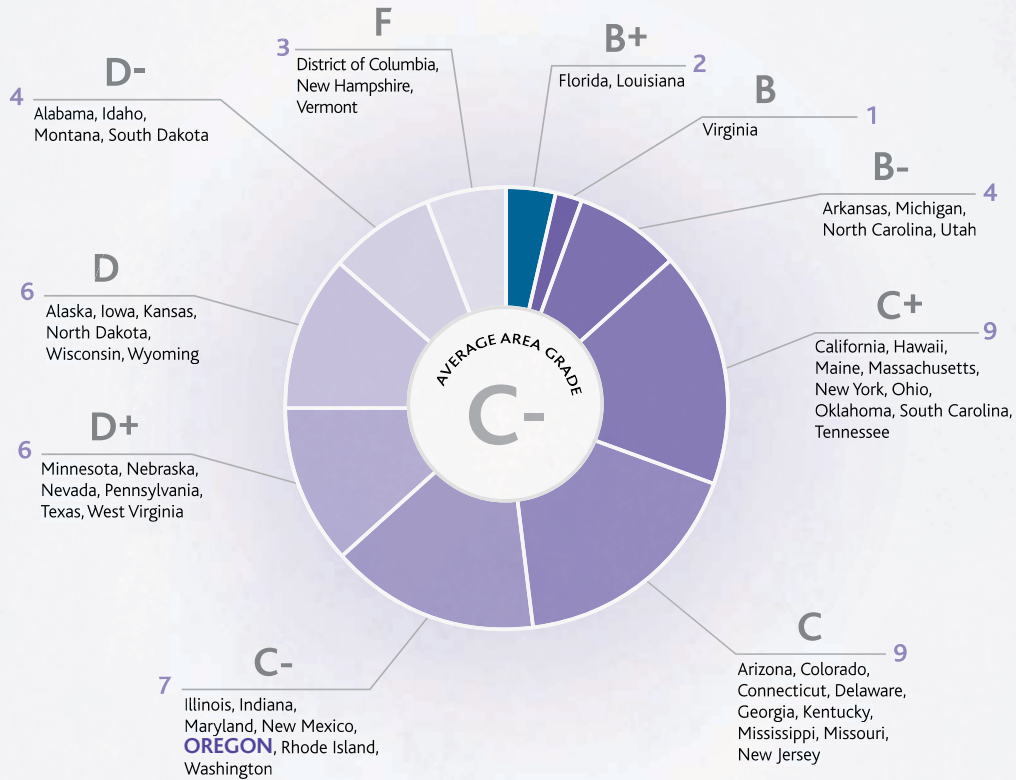 B+
2
Florida, Louisiana
B
1
Virginia
B-
4
Arkansas, Michigan,
North Carolina, Utah
C+
9
California, Hawaii,
Maine, Massachusetts,
New York, Ohio,
Oklahoma, South Carolina,
Tennessee
C
9
Arizona, Colorado,
Connecticut, Delaware,
Georgia, Kentucky,
Mississippi, Missouri,
New Jersey
C-
7
Illinois, Indiana,
Maryland, New Mexico,
OREGON, Rhode Island,
Washington
D+
6
Minnesota, Nebraska,
Nevada, Pennsylvania,
Texas, West Virginia
D
6
Alaska, Iowa, Kansas,
North Dakota,
Wisconsin, Wyoming
D-
4
Alabama, Idaho,
Montana, South Dakota
F
3
District of Columbia,
New Hampshire,
Vermont
AVERAGE AREA GRADE
C-